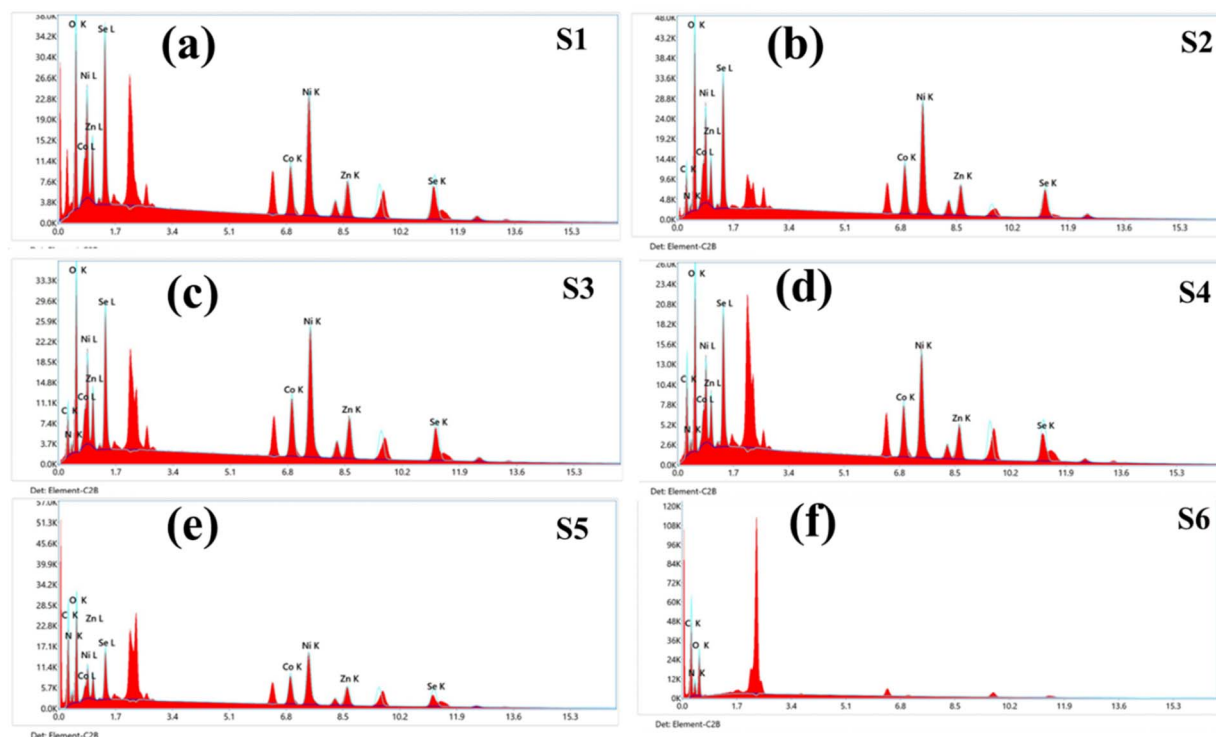 (a)
S1
38.0K
34.2K
30.4K
26.6K
22.8K
19.0K
15.2K
11.4K
7.6K
3.8K
0.0K
O K
Se L
Ni L
Zn L
Co L
Co K
Ni K
Zn K
Se K
0.0 1.7 3.4 5.1 6.8 8.5 10.2 11.9 13.6 15.3
(b)
S2
48.0K
43.2K
38.4K
33.6K
28.8K
24.0K
19.2K
14.4K
9.6K
4.8K
0.0K
O K
Se L
Ni L
Zn L
Co L
C K
N K
Co K
Ni K
Zn K
Se K
0.0 1.7 3.4 5.1 6.8 8.5 10.2 11.9 13.6 15.3
Det: Element-C2B
(c)
S3
33.3K
29.6K
25.9K
22.2K
18.5K
14.8K
11.1K
7.4K
3.7K
0.0K
O K
Se L
Ni L
Zn L
Co L
C K
N K
Co K
Ni K
Zn K
Se K
0.0 1.7 3.4 5.1 6.8 8.5 10.2 11.9 13.6 15.3
Det: Element-C2B
(d)
S4
26.0K
23.4K
20.8K
18.2K
15.6K
13.0K
10.4K
7.8K
5.2K
2.6K
0.0K
O K
Se L
Ni L
C K
Zn L
Co L
N K
Co K
Ni K
Zn K
Se K
0.0 1.7 3.4 5.1 6.8 8.5 10.2 11.9 13.6 15.3
Det: Element-C2B
(e)
S5
57.0K
51.3K
45.6K
39.9K
34.2K
28.5K
22.8K
17.1K
11.4K
5.7K
0.0K
O K
C K
Zn L
N K
Se L
Ni L
Co L
Co K
Ni K
Zn K
Se K
0.0 1.7 3.4 5.1 6.8 8.5 10.2 11.9 13.6 15.3
Det: Element-C2B
(f)
S6
120K
108K
96K
84K
72K
60K
48K
36K
24K
12K
0K
C K
O K
N K
0.0 1.7 3.4 5.1 6.8 8.5 10.2 11.9 13.6 15.3
Det: Element-C2B